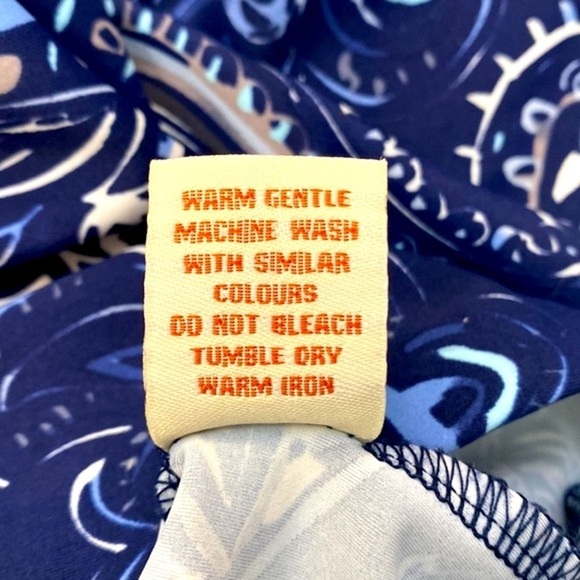 WARM GENTLE
MACHINE WASH
WITH SIMILAR
COLOURS
DO NOT BLEACH
TUMBLE DRY
WARM IRON